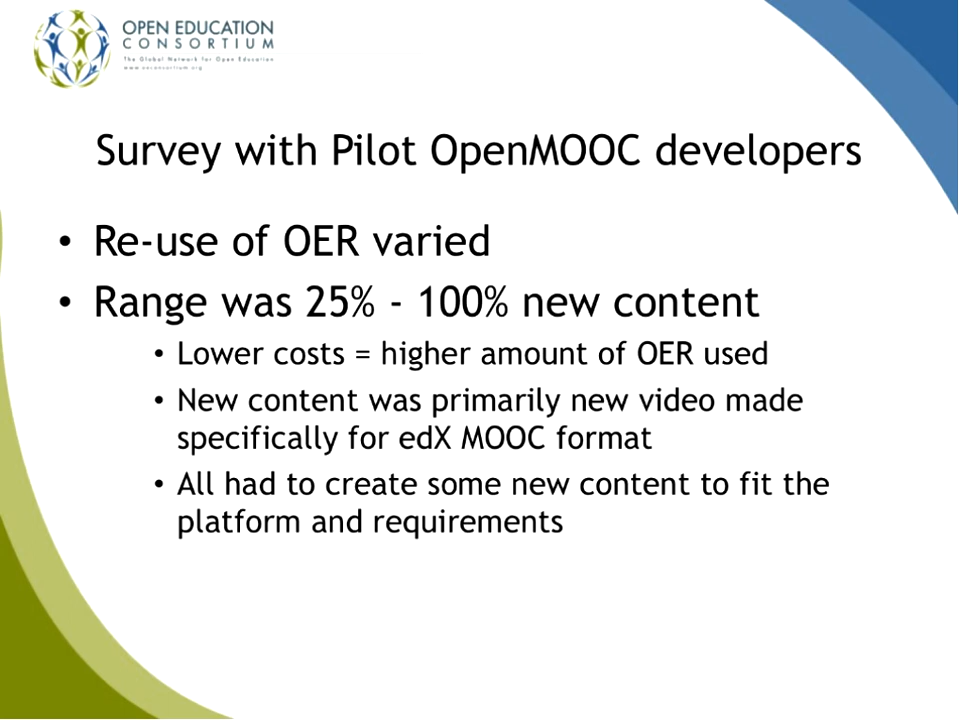 OPEN EDUCATION
CONSORTIUM
The Global Network for Open Education
www.oeconsortium.org
Survey with Pilot OpenMOOC developers
• Re-use of OER varied
• Range was 25% - 100% new content
• Lower costs = higher amount of OER used
• New content was primarily new video made
specifically for edX MOOC format
• All had to create some new content to fit the
platform and requirements